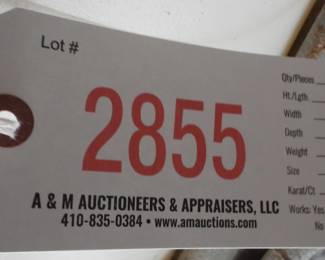 Lot #
2855
A & M AUCTIONEERS & APPRAISERS, LLC
410-835-0384 • www.amauctions.com
Qty/Pieces
Ht./Lgth
Width
Depth
Weight
Size
Karat/Ct.
Works: Yes
No